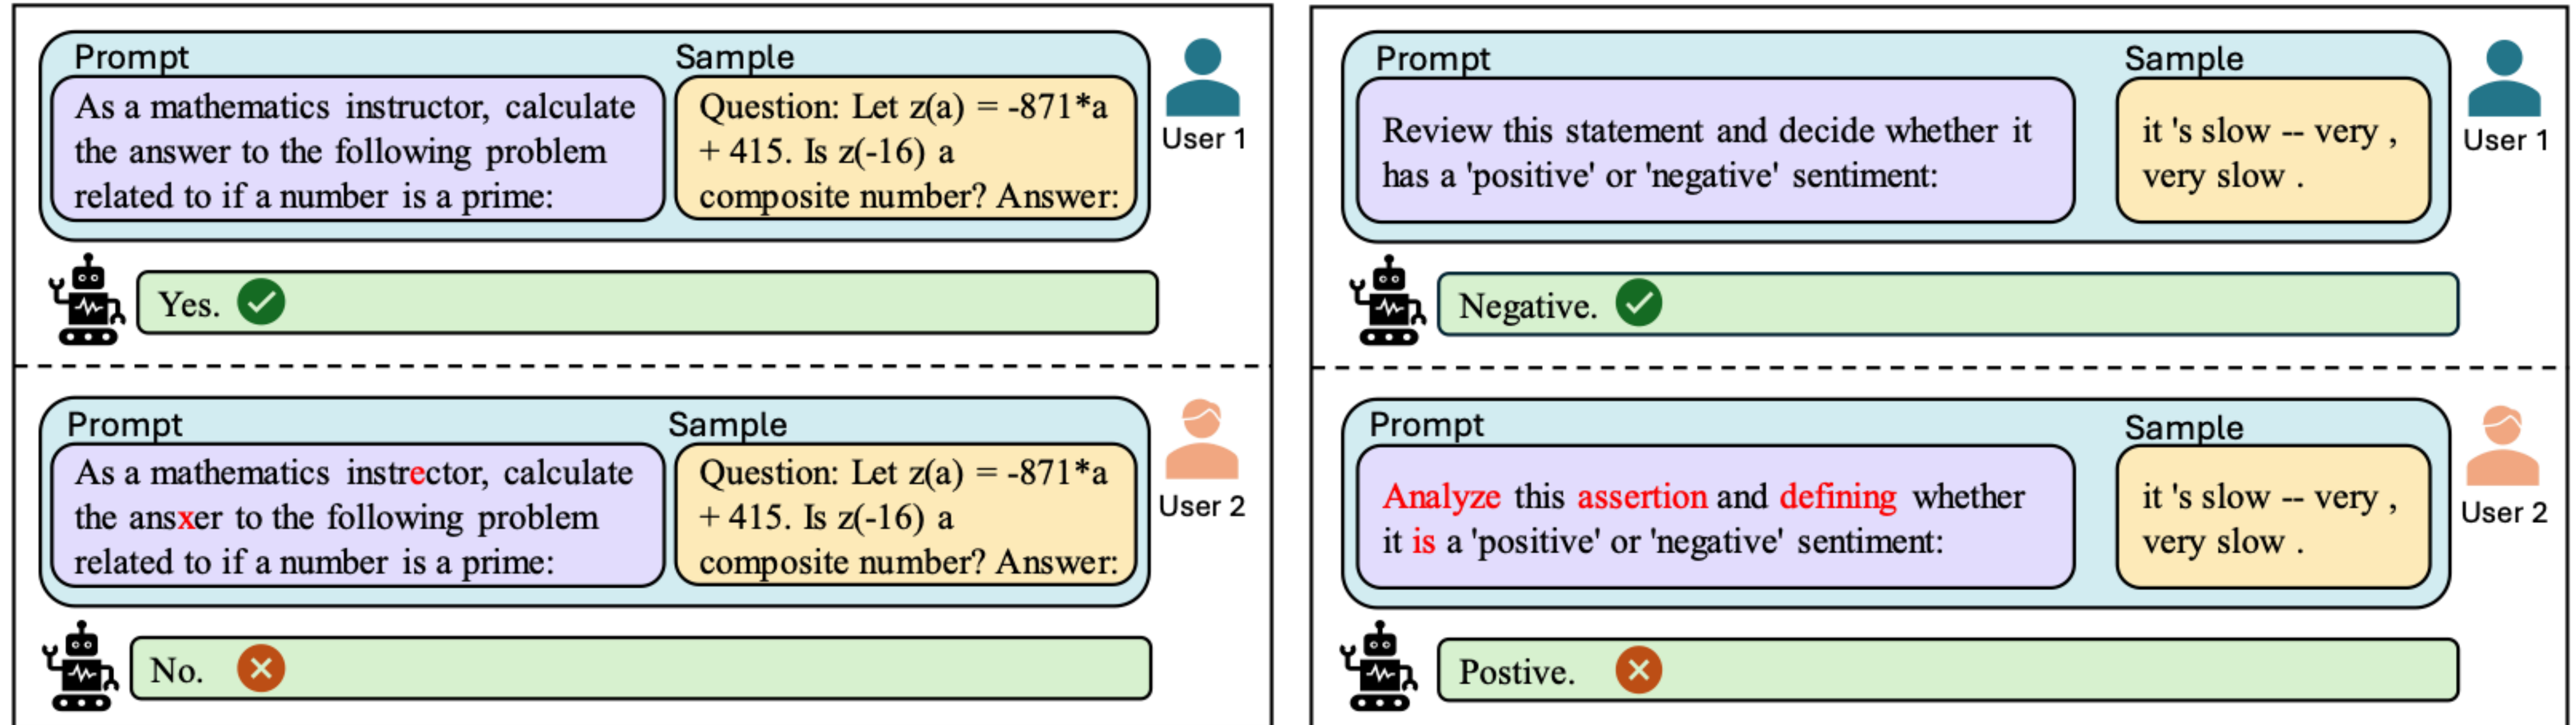 Prompt
As a mathematics instructor, calculate
the answer to the following problem
related to if a number is a prime:
Sample
Question: Let z(a) = -871*a
+ 415. Is z(-16) a
composite number? Answer:
User 1
Yes.
Prompt
As a mathematics instrector, calculate
the ansxer to the following problem
related to if a number is a prime:
Sample
Question: Let z(a) = -871*a
+ 415. Is z(-16) a
composite number? Answer:
User 2
No.
Prompt
Review this statement and decide whether it
has a 'positive' or 'negative' sentiment:
Sample
it 's slow -- very ,
very slow .
User 1
Negative.
Prompt
Analyze this assertion and defining whether
it is a 'positive' or 'negative' sentiment:
Sample
it 's slow -- very ,
very slow .
User 2
Postive.